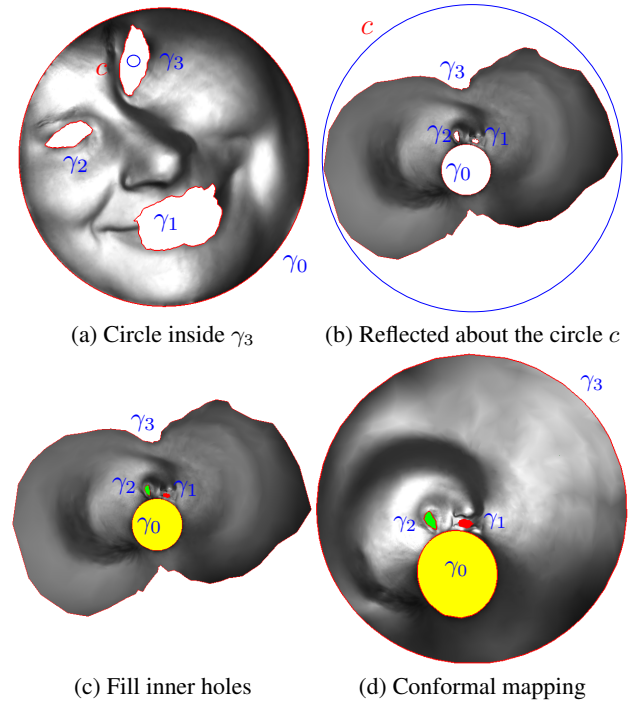 c
γ₃
γ₂
γ₁
γ₀
(a) Circle inside γ₃
c
γ₃
γ₂ γ₁
γ₀
(b) Reflected about the circle c
γ₃
γ₂ γ₁
γ₀
(c) Fill inner holes
γ₃
γ₂ γ₁
γ₀
(d) Conformal mapping